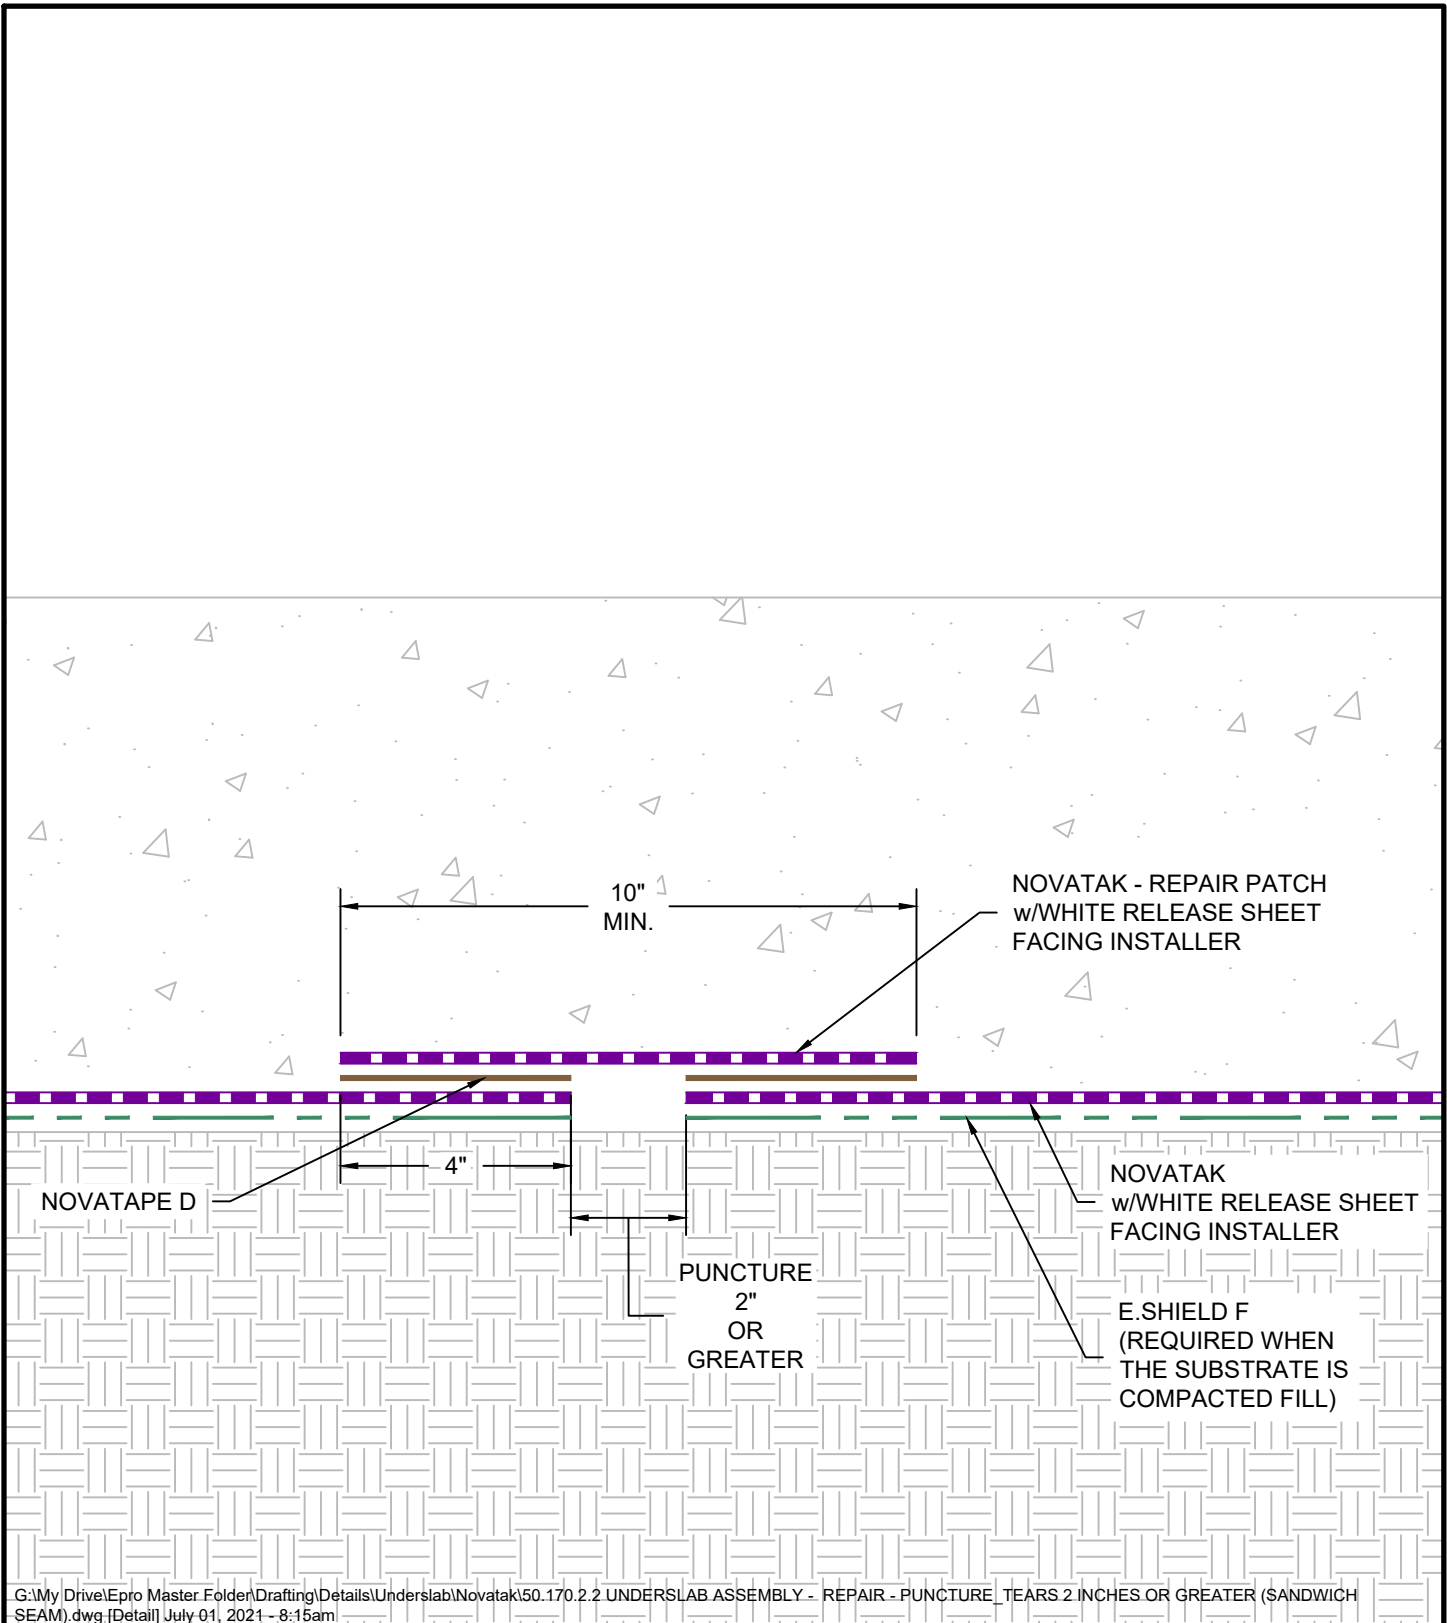 10"
MIN.
NOVATAK - REPAIR PATCH
w/WHITE RELEASE SHEET
FACING INSTALLER
4"
NOVATAPE D
NOVATAK
w/WHITE RELEASE SHEET
FACING INSTALLER
PUNCTURE
2"
OR
GREATER
E.SHIELD F
(REQUIRED WHEN
THE SUBSTRATE IS
COMPACTED FILL)
G:\My Drive\Epro Master Folder\Drafting\Details\Underslab\Novatak\50.170.2.2 UNDERSLAB ASSEMBLY - REPAIR - PUNCTURE_TEARS 2 INCHES OR GREATER (SANDWICH
SEAM).dwg [Detail] July 01, 2021 - 8:15am